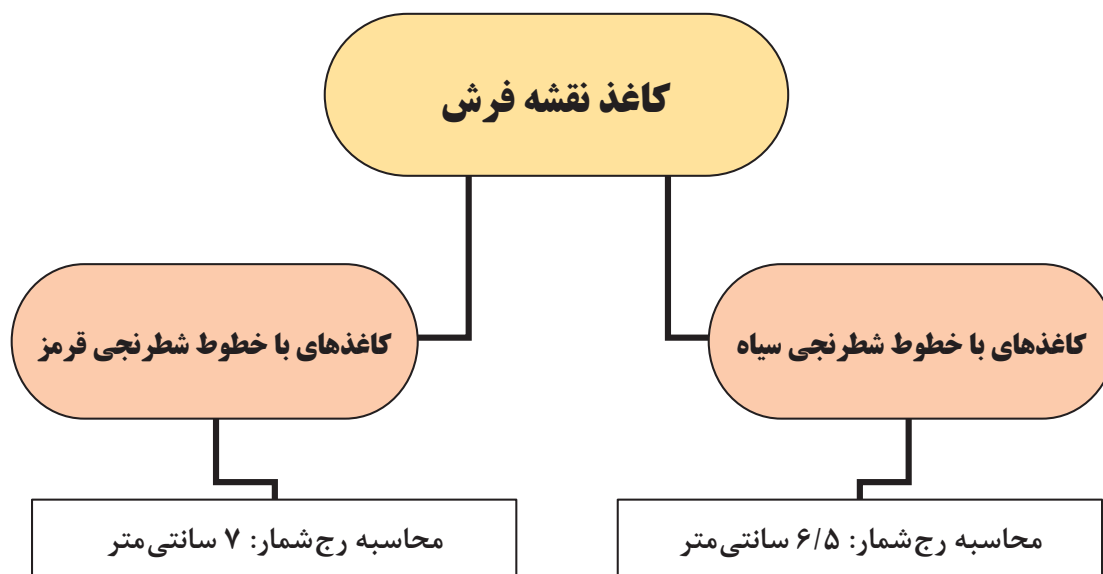 کاغذ نقشه فرش
کاغذهای با خطوط شطرنجی سیاه
کاغذهای با خطوط شطرنجی قرمز
محاسبه رج‌شمار: ۶/۵ سانتی‌متر
محاسبه رج‌شمار: ۷ سانتی‌متر